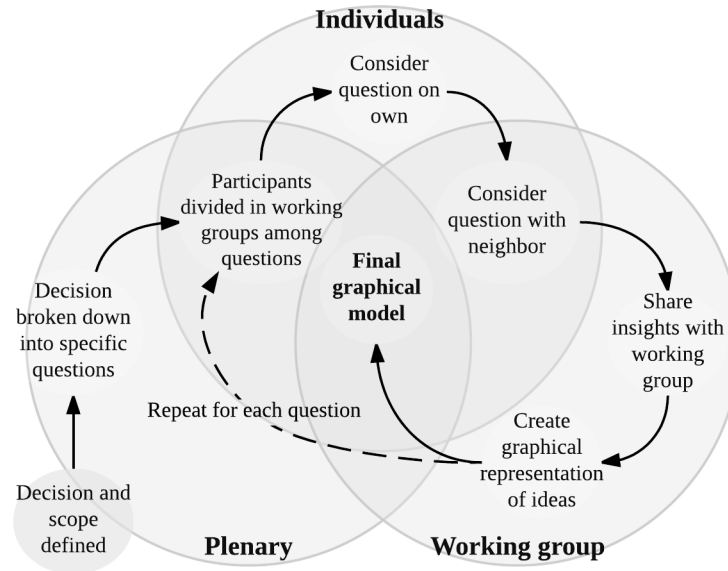 Individuals
Consider
question on
own
Participants
divided in working
groups among
questions
Consider
question with
neighbor
Final
graphical
model
Decision
broken down
into specific
questions
Share
insights with
working
group
Repeat for each question
Create
graphical
representation
of ideas
Decision and
scope
defined
Plenary
Working group